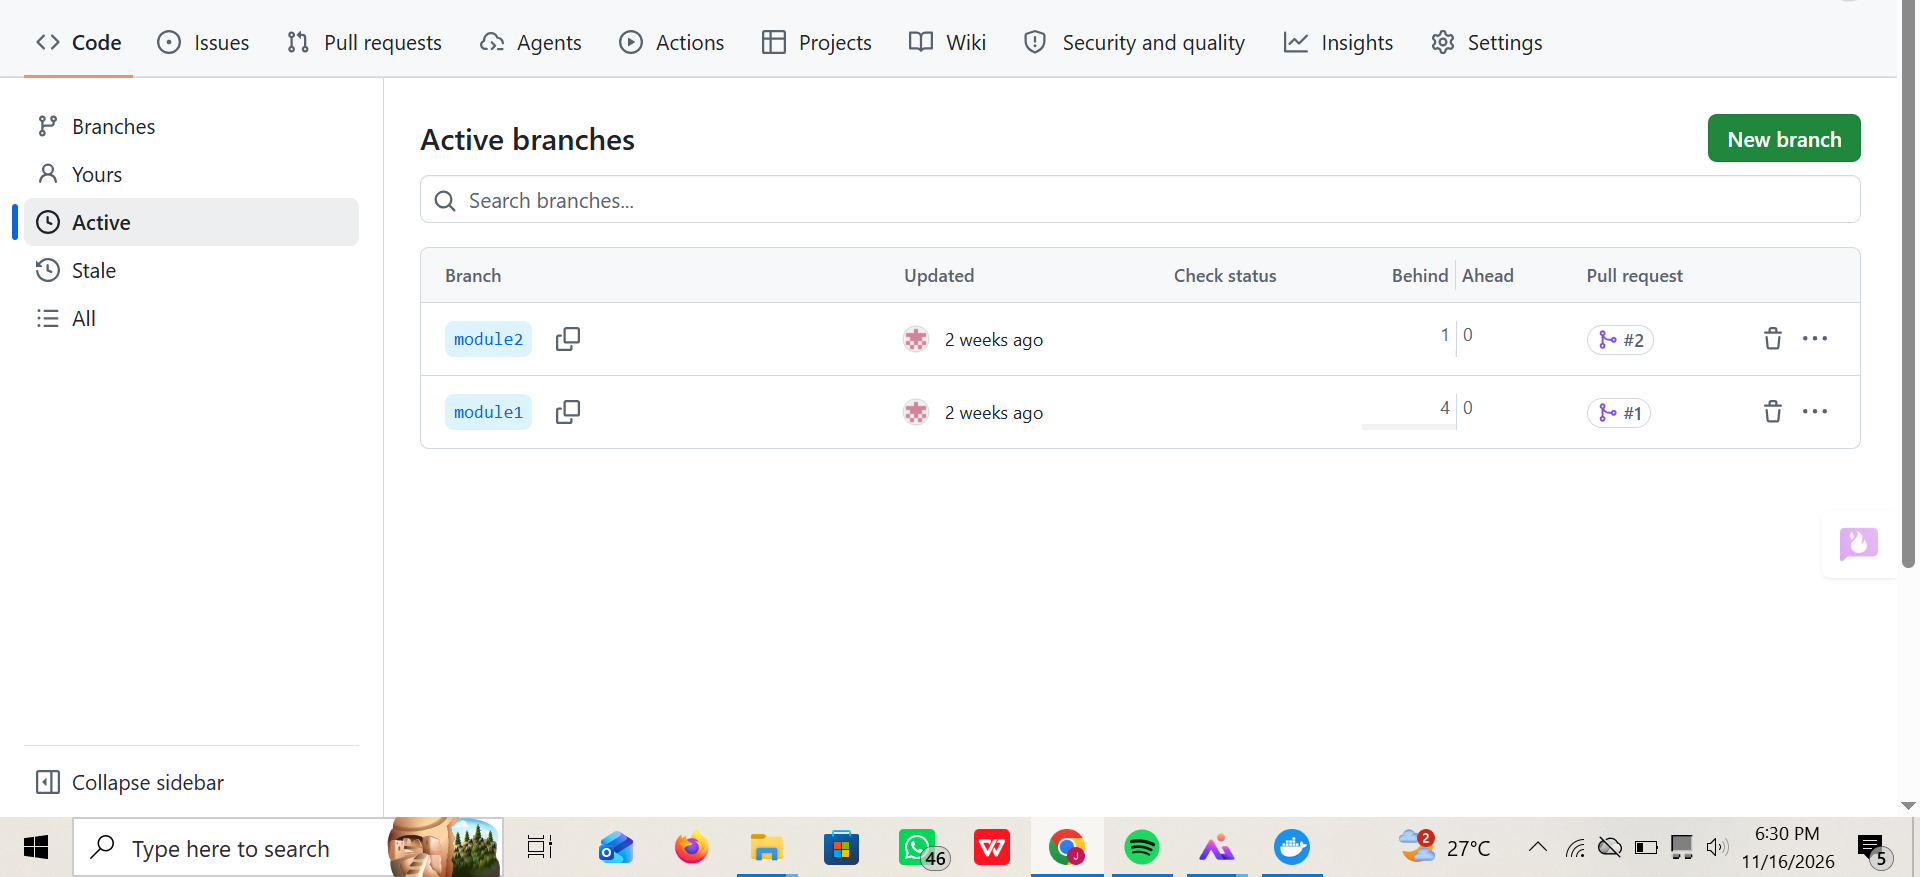 Code Issues Pull requests Agents Actions Projects Wiki Security and quality Insights Settings
Branches
Yours
Active
Stale
All
Collapse sidebar
Active branches
New branch
Search branches...
Branch Updated Check status Behind Ahead Pull request
module2 2 weeks ago 1 0 #2
module1 2 weeks ago 4 0 #1
Type here to search
46
J
2
27°C
6:30 PM
11/16/2026
5